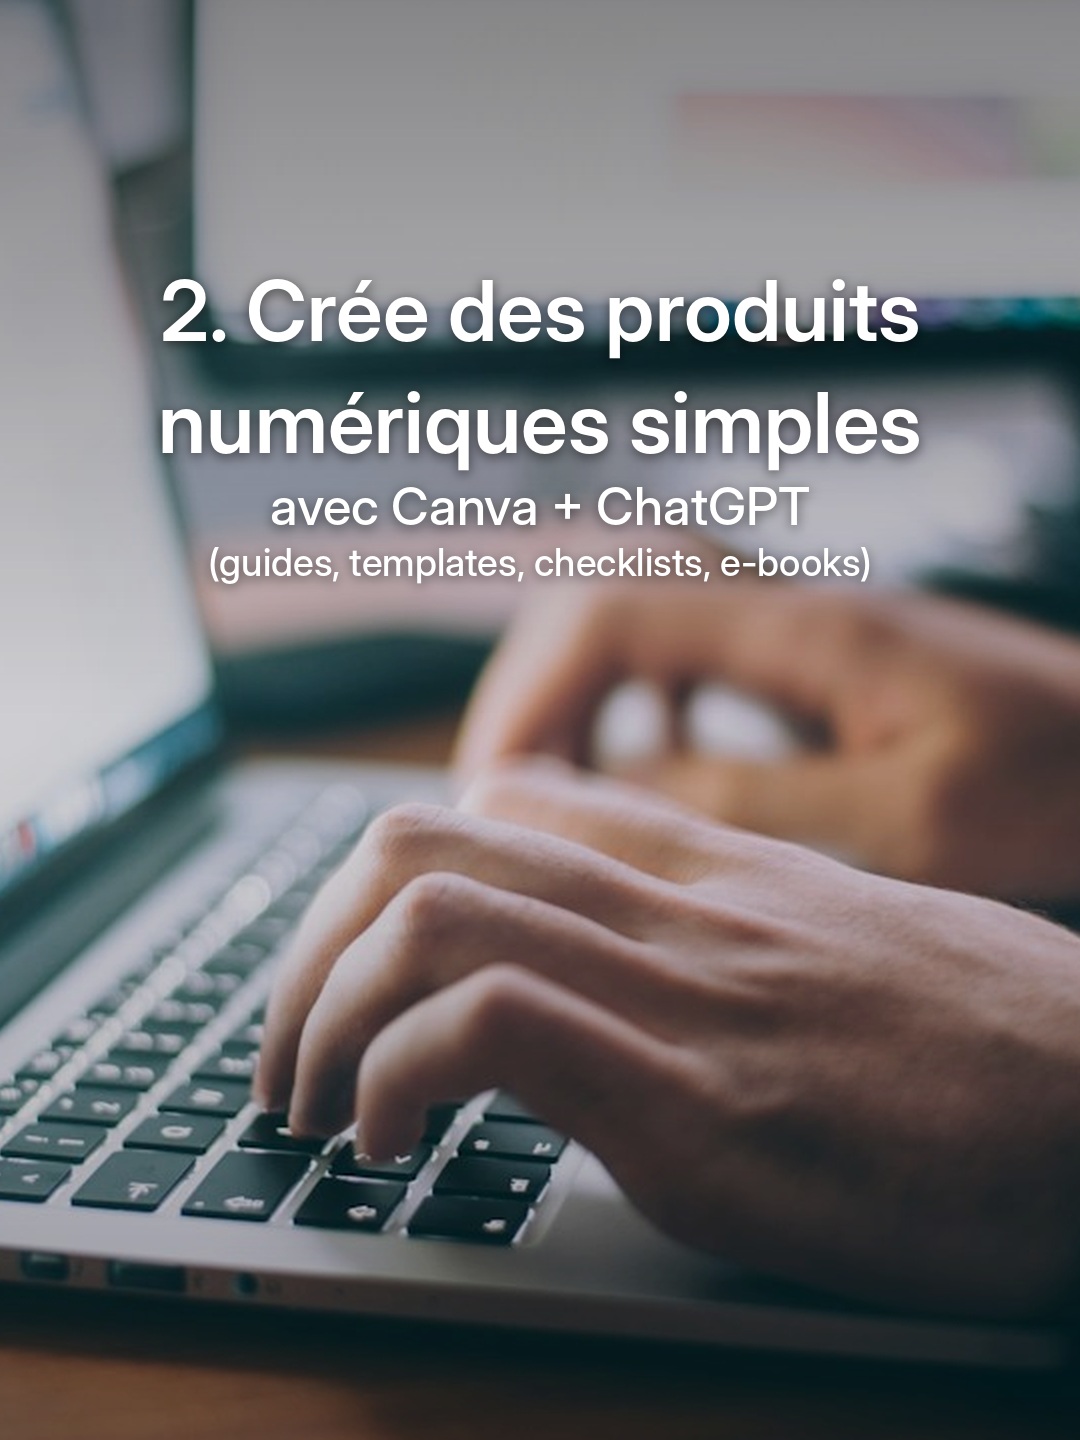 2. Crée des produits
numériques simples
avec Canva + ChatGPT
(guides, templates, checklists, e-books)